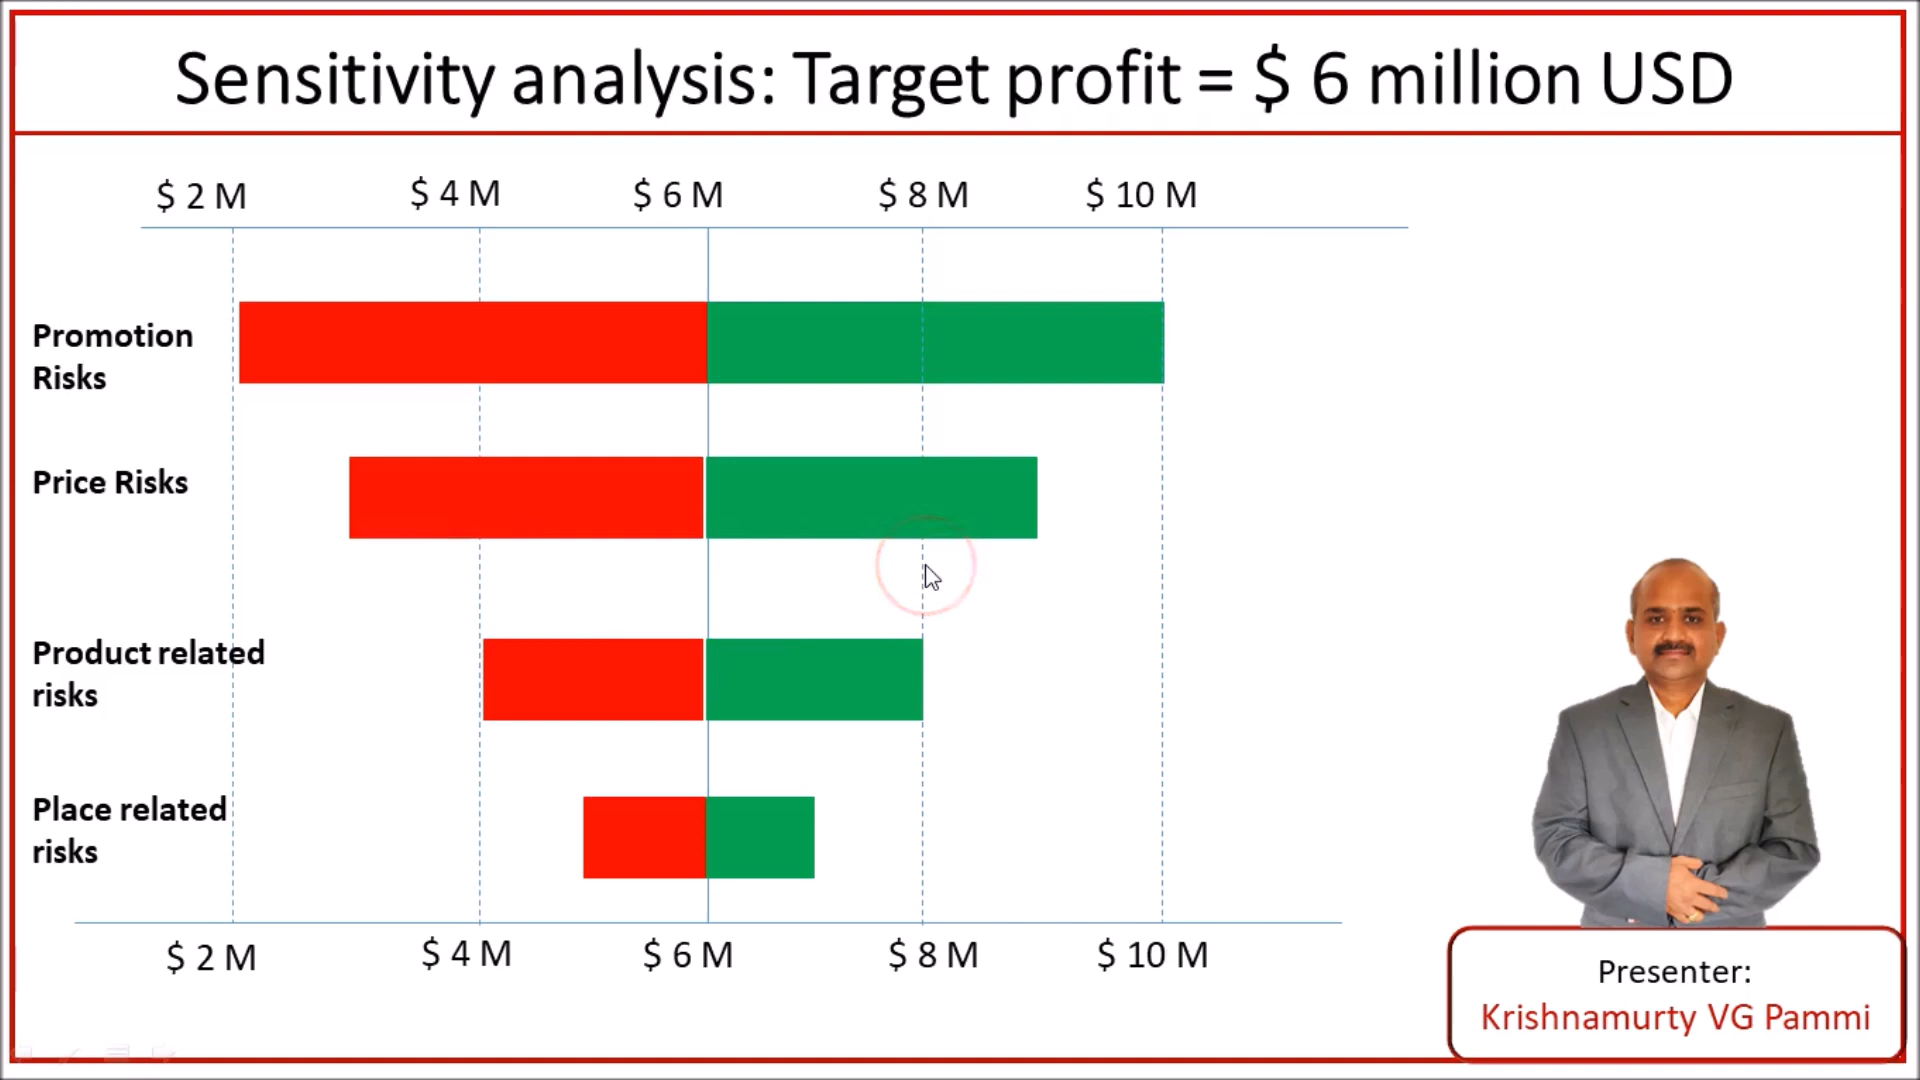 Sensitivity analysis: Target profit = $ 6 million USD
$ 2 M $ 4 M $ 6 M $ 8 M $ 10 M
Promotion
Risks
Price Risks
Product related
risks
Place related
risks
$ 2 M $ 4 M $ 6 M $ 8 M $ 10 M
Presenter:
Krishnamurty VG Pammi